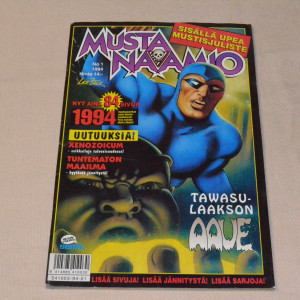 SISÄLLÄ UPEA
MUSTISJULISTE
MUSTA
NAAMIO
No 1
1994
NYT AINA 84 SIVUA
1994
UUTUUKSIA!
XENOZOICUM
TUNTEMATON
MAAILMA
TAWASU-
LAAKSON
AAVE
LISÄÄ SIVUJA! LISÄÄ JÄNNITYSTÄ! LISÄÄ SARJOJA!